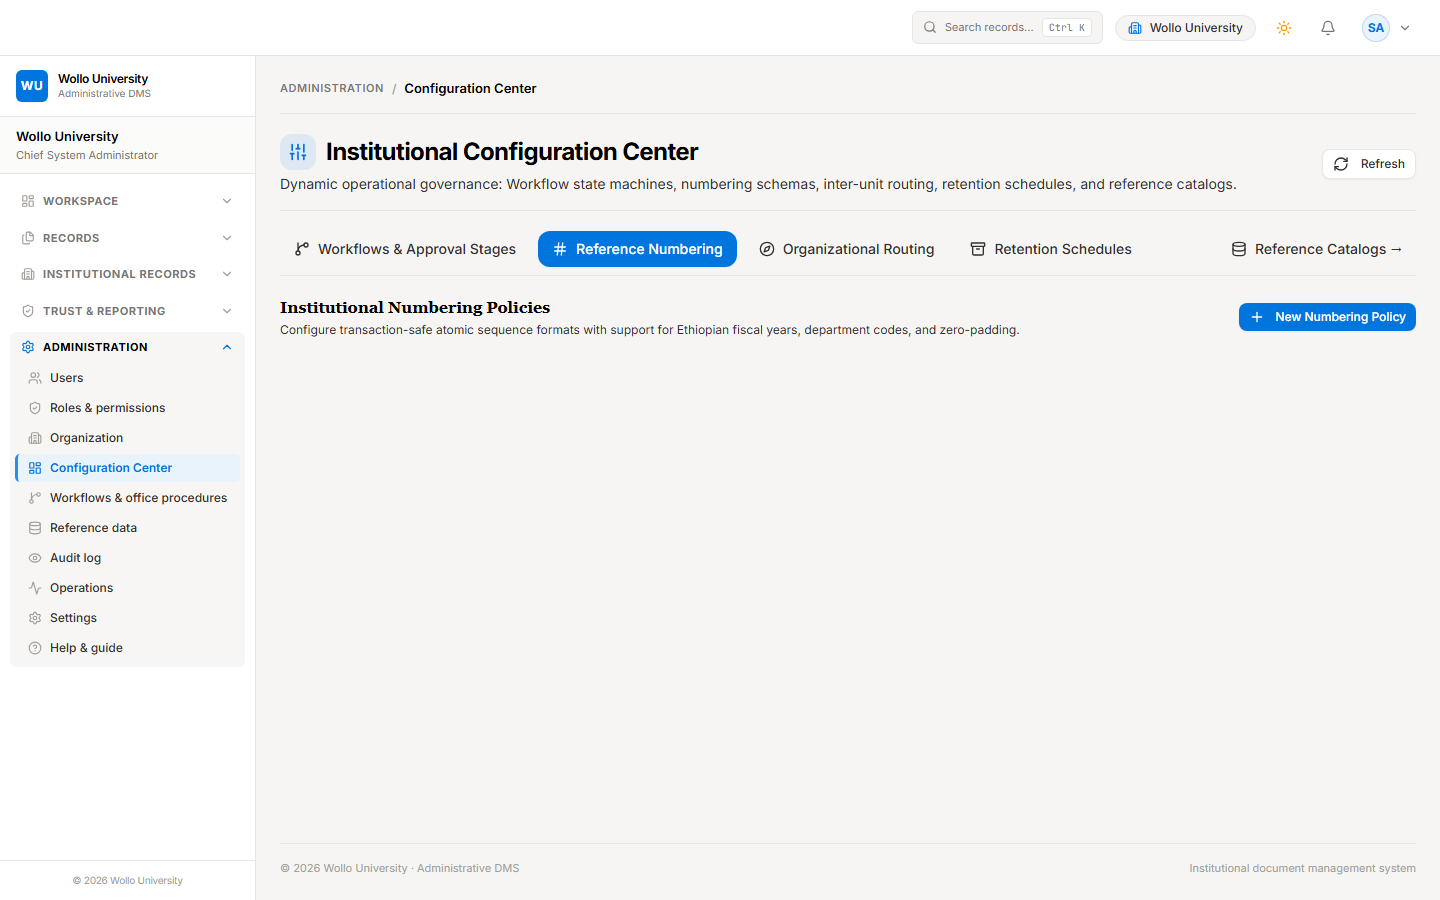 Search records... Ctrl K
Wollo University
SA
WU
Wollo University
Administrative DMS
Wollo University
Chief System Administrator
WORKSPACE
RECORDS
INSTITUTIONAL RECORDS
TRUST & REPORTING
ADMINISTRATION
Users
Roles & permissions
Organization
Configuration Center
Workflows & office procedures
Reference data
Audit log
Operations
Settings
Help & guide
© 2026 Wollo University
ADMINISTRATION / Configuration Center
Institutional Configuration Center
Dynamic operational governance: Workflow state machines, numbering schemas, inter-unit routing, retention schedules, and reference catalogs.
Refresh
Workflows & Approval Stages
Reference Numbering
Organizational Routing
Retention Schedules
Reference Catalogs →
Institutional Numbering Policies
Configure transaction-safe atomic sequence formats with support for Ethiopian fiscal years, department codes, and zero-padding.
New Numbering Policy
© 2026 Wollo University · Administrative DMS
Institutional document management system